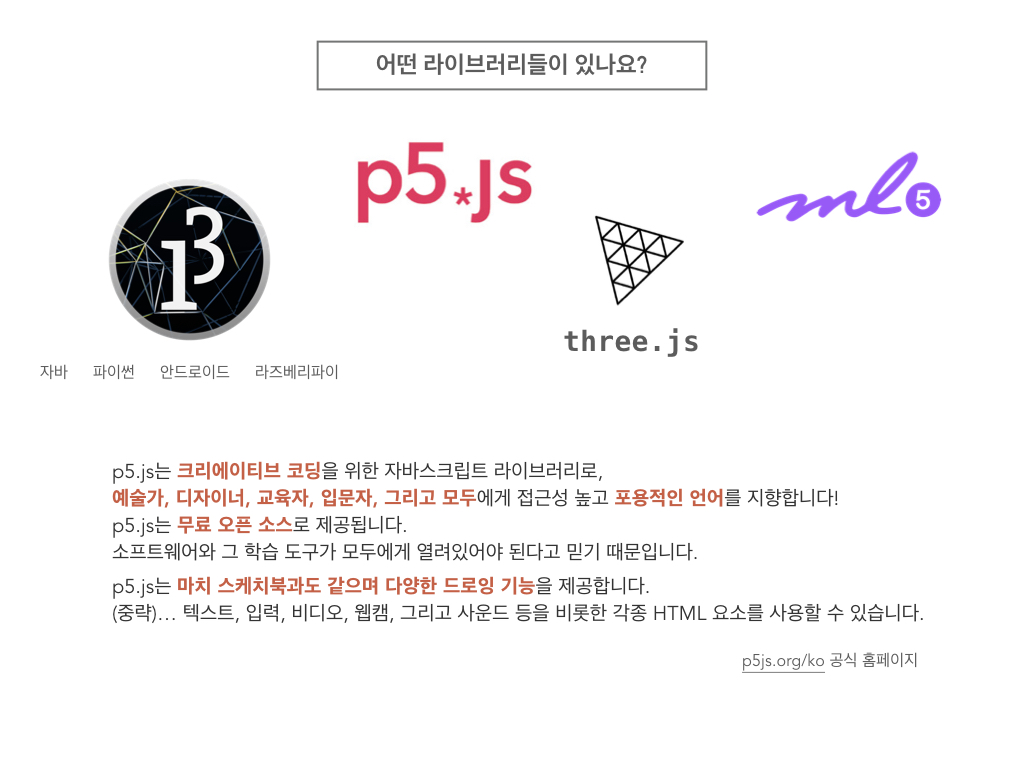 어떤 라이브러리들이 있나요?
p5*js
ml5
13
three.js
자바 파이썬 안드로이드 라즈베리파이
p5.js는 크리에이티브 코딩을 위한 자바스크립트 라이브러리로,
예술가, 디자이너, 교육자, 입문자, 그리고 모두에게 접근성 높고 포용적인 언어를 지향합니다!
p5.js는 무료 오픈 소스로 제공됩니다.
소프트웨어와 그 학습 도구가 모두에게 열려있어야 된다고 믿기 때문입니다.
p5.js는 마치 스케치북과도 같으며 다양한 드로잉 기능을 제공합니다.
(중략)… 텍스트, 입력, 비디오, 웹캠, 그리고 사운드 등을 비롯한 각종 HTML 요소를 사용할 수 있습니다.
p5js.org/ko 공식 홈페이지